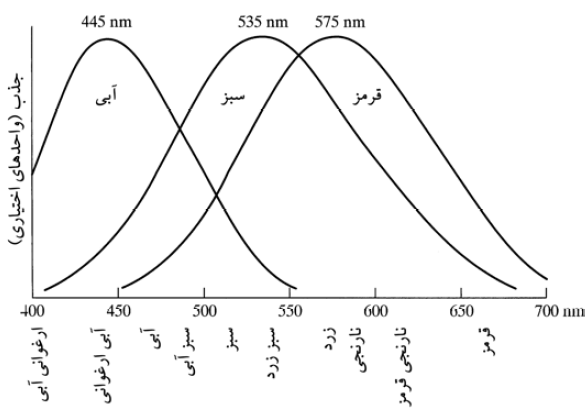 445 nm
535 nm
575 nm
آبی
سبز
قرمز
جذب (واحدهای اختیاری)
400
450
500
550
600
650
700 nm
ارغوانی آبی
آبی ارغوانی
آبی
سبز آبی
سبز
سبز زرد
زرد
نارنجی
نارنجی قرمز
قرمز